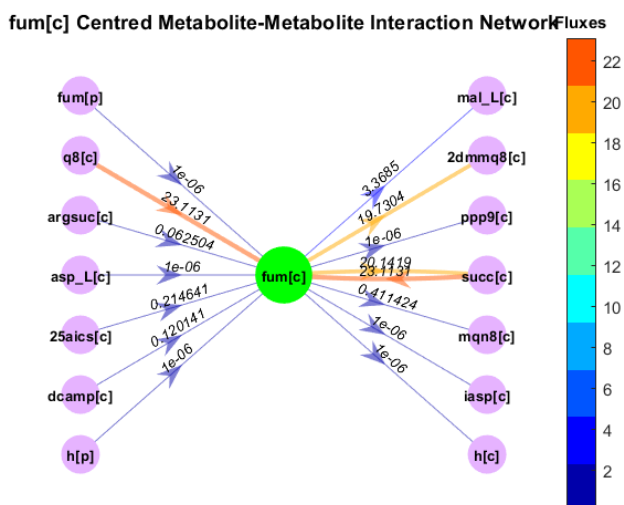 fum[c] Centred Metabolite-Metabolite Interaction Network
Fluxes
fum[p]
q8[c]
argsuc[c]
asp_L[c]
25aics[c]
dcamp[c]
h[p]
1e-06
23.1131
0.062504
1e-06
0.214641
0.120141
1e-06
fum[c]
3.3685
19.7304
1e-06
20.1419
23.1131
0.411424
1e-06
1e-06
mal_L[c]
2dmmq8[c]
ppp9[c]
succ[c]
mqn8[c]
iasp[c]
h[c]
22
20
18
16
14
12
10
8
6
4
2